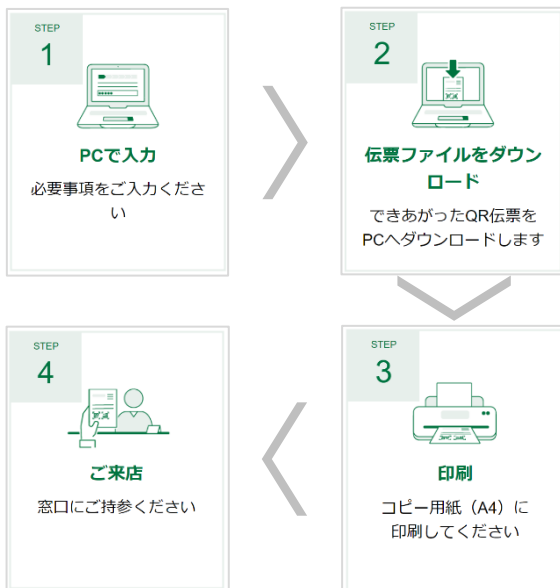 STEP
1
PCで入力
必要事項をご入力くださ
い
STEP
2
伝票ファイルをダウン
ロード
できあがったQR伝票を
PCへダウンロードします
STEP
3
印刷
コピー用紙（A4）に
印刷してください
STEP
4
ご来店
窓口にご持参ください